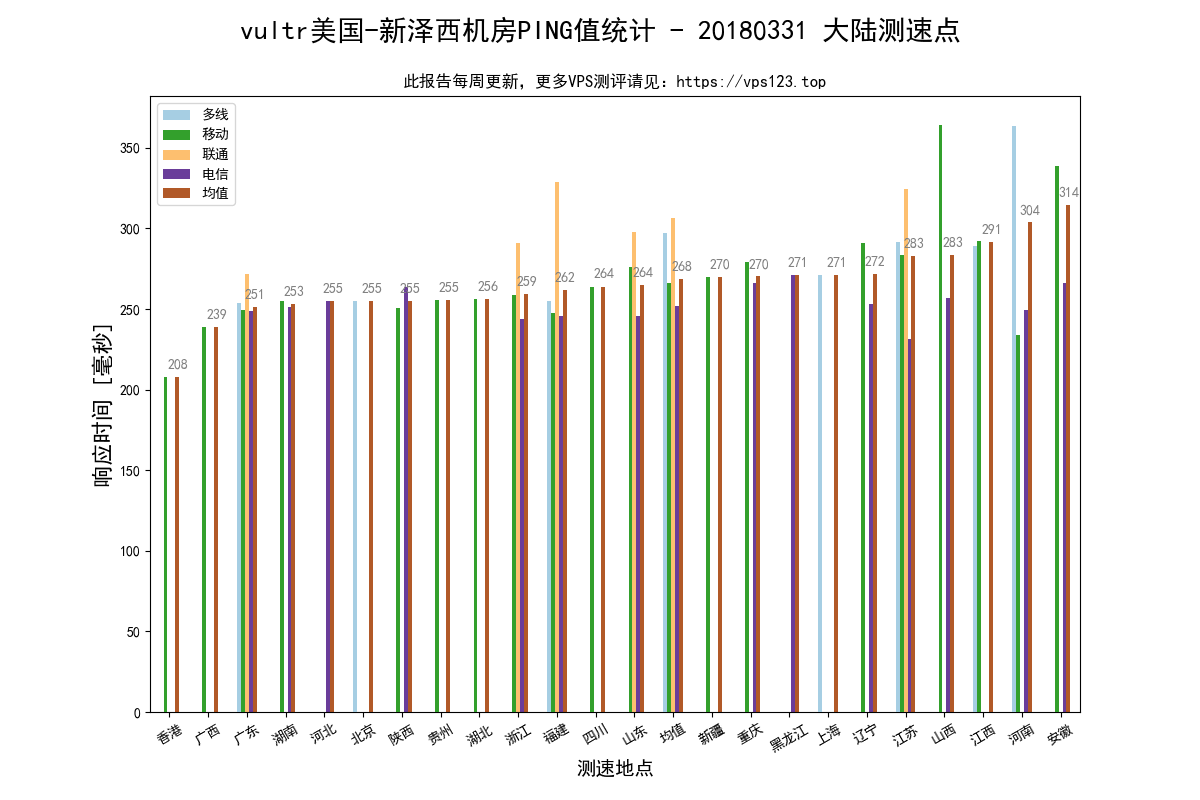 vultr美国-新泽西机房PING值统计 - 20180331 大陆测速点
此报告每周更新, 更多VPS测评请见: https://vps123.top
多线
移动
联通
电信
均值
350
300
250
200
150
100
50
0
响应时间 [毫秒]
208
239
251
253
255
255
255
255
256
259
262
264
264
268
270
270
271
271
272
283
283
291
304
314
香港
广西
广东
湖南
河北
北京
陕西
贵州
湖北
浙江
福建
四川
山东
均值
新疆
重庆
黑龙江
上海
辽宁
江苏
山西
江西
河南
安徽
测速地点